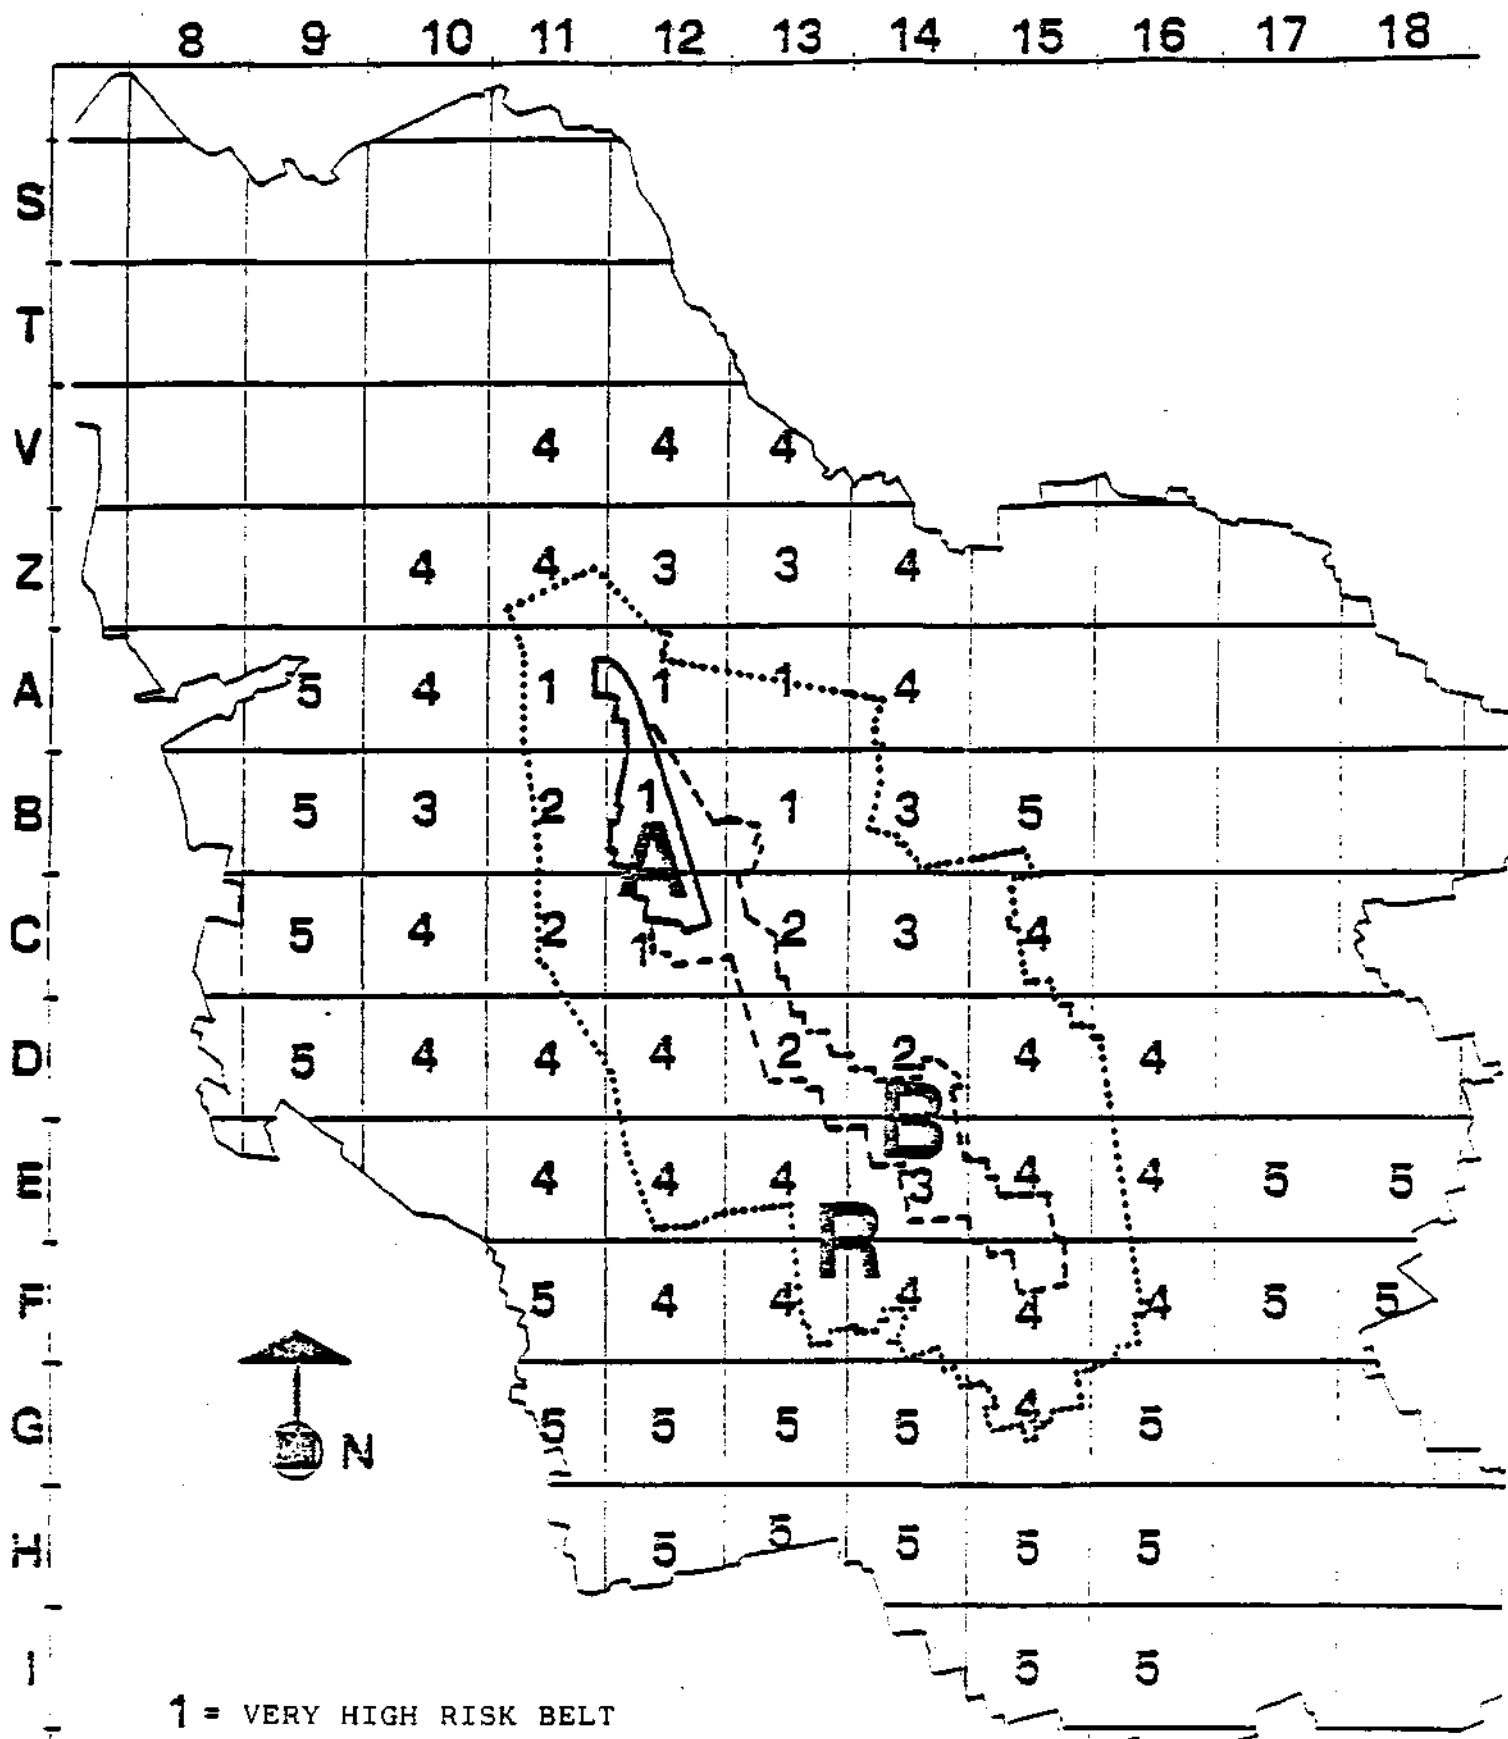 8 9 10 11 12 13 14 15 16 17 18
S
T
V 4 4 4
Z 4 4 3 3 4
A 5 4 1 1 1 4
B 5 3 2 1 1 3 5
A
C 5 4 2 1 2 3 4
D 5 4 4 4 2 2 4 4
B
E 4 4 4 3 4 4 5 5
R
F 5 4 4 4 4 4 5 5
G 5 5 5 5 4 5
N
H 5 5 5 5 5
I 5 5
1 = VERY HIGH RISK BELT